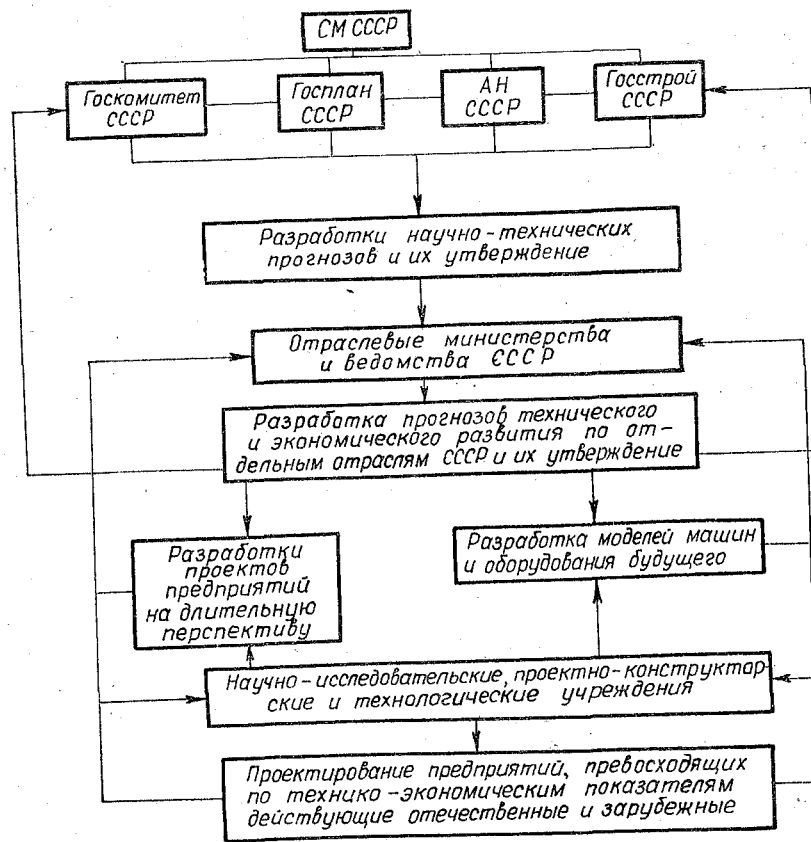 СМ СССР
Госкомитет
СССР
Госплан
СССР
АН
СССР
Госстрой
СССР
Разработки научно-технических
прогнозов и их утверждение
Отраслевые министерства
и ведомства СССР
Разработка прогнозов технического
и экономического развития по от-
дельным отраслям СССР и их утверждение
Разработки
проектов
предприятий
на длительную
перспективу
Разработка моделей машин
и оборудования будущего
Научно-исследовательские, проектно-конструктор-
ские и технологические учреждения
Проектирование предприятий, превосходящих
по технико-экономическим показателям
действующие отечественные и зарубежные